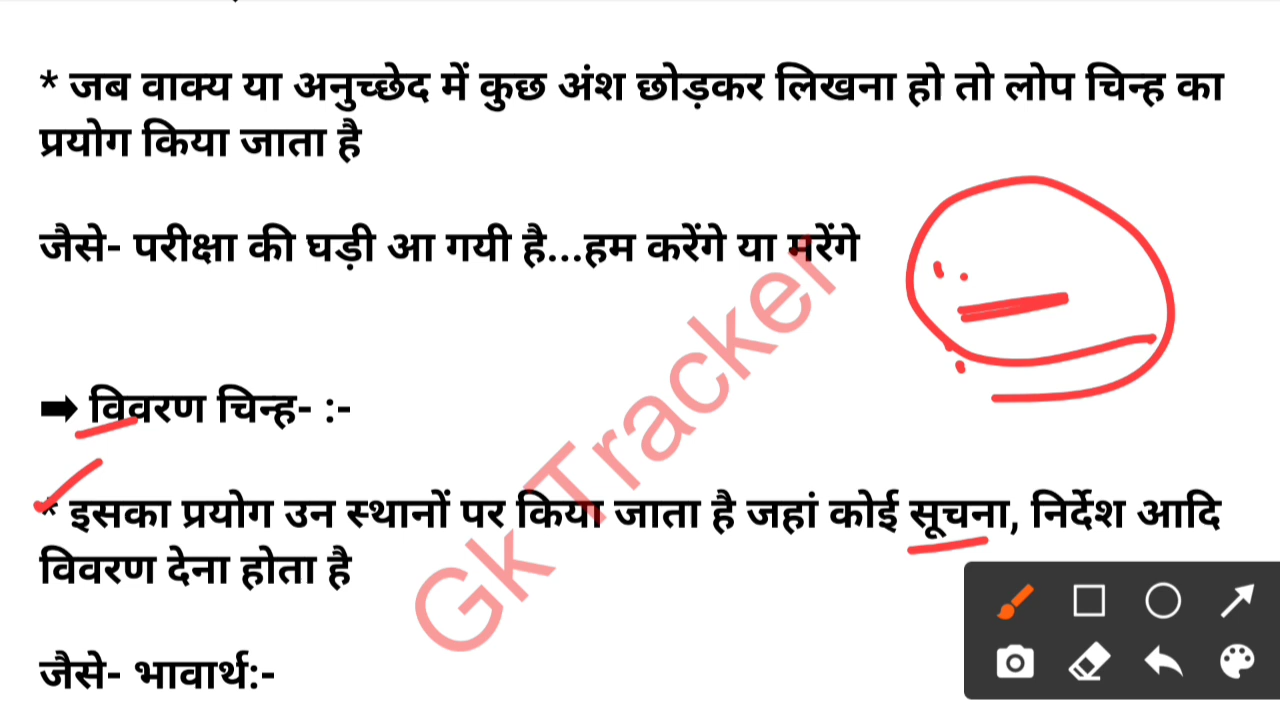 * जब वाक्य या अनुच्छेद में कुछ अंश छोड़कर लिखना हो तो लोप चिन्ह का
प्रयोग किया जाता है
जैसे- परीक्षा की घड़ी आ गयी है...हम करेंगे या मरेंगे
➡ विवरण चिन्ह- :-
* इसका प्रयोग उन स्थानों पर किया जाता है जहां कोई सूचना, निर्देश आदि
विवरण देना होता है
जैसे- भावार्थ:-
Gk Tracker